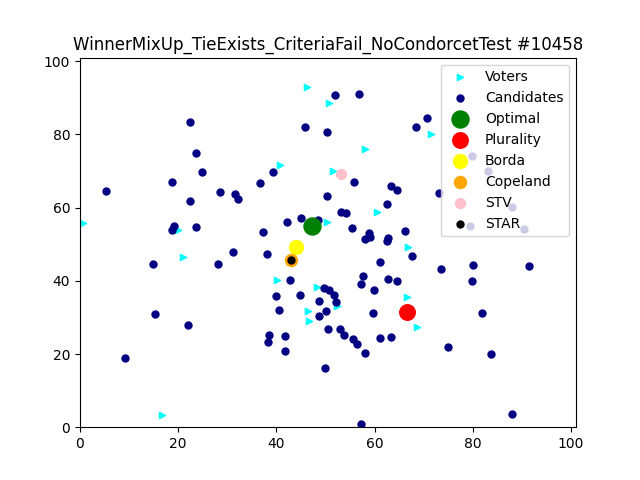 WinnerMixUp_TieExists_CriteriaFail_NoCondorcetTest #10458
100
80
60
40
20
0
0
20
40
60
80
100
Voters
Candidates
Optimal
Plurality
Borda
Copeland
STV
STAR